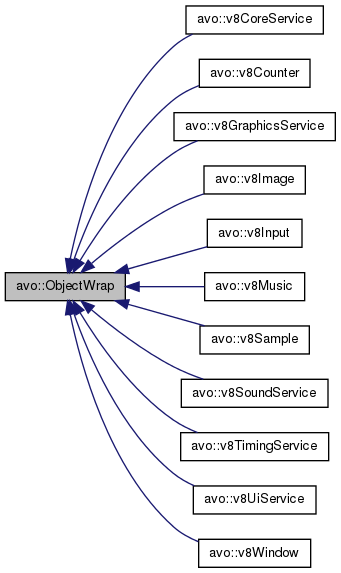 avo::v8CoreService
avo::v8Counter
avo::v8GraphicsService
avo::v8Image
avo::v8Input
avo::ObjectWrap
avo::v8Music
avo::v8Sample
avo::v8SoundService
avo::v8TimingService
avo::v8UiService
avo::v8Window